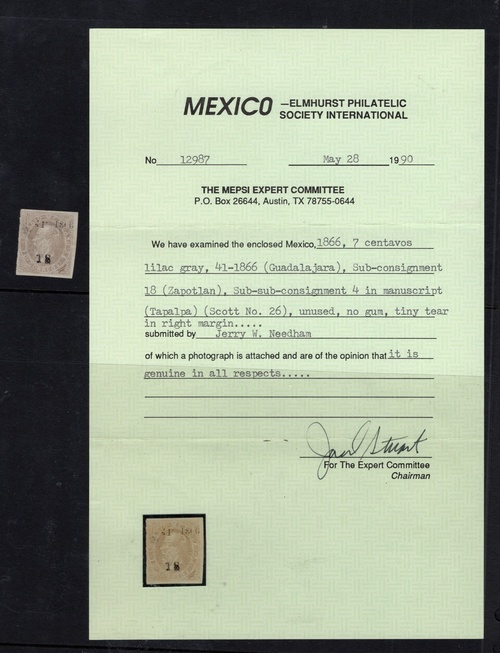 MEXICO —ELMHURST PHILATELIC
SOCIETY INTERNATIONAL
No 12987 May 28 1990
THE MEPSI EXPERT COMMITTEE
P.O. Box 26644, Austin, TX 78755-0644
We have examined the enclosed Mexico, 1866, 7 centavos
lilac gray, 41-1866 (Guadalajara), Sub-consignment
18 (Zapotlan), Sub-sub-consignment 4 in manuscript
(Tapalpa) (Scott No. 26), unused, no gum, tiny tear
in right margin.....
submitted by Jerry W. Needham
of which a photograph is attached and are of the opinion that it is
genuine in all respects.....
For The Expert Committee
Chairman
18
18